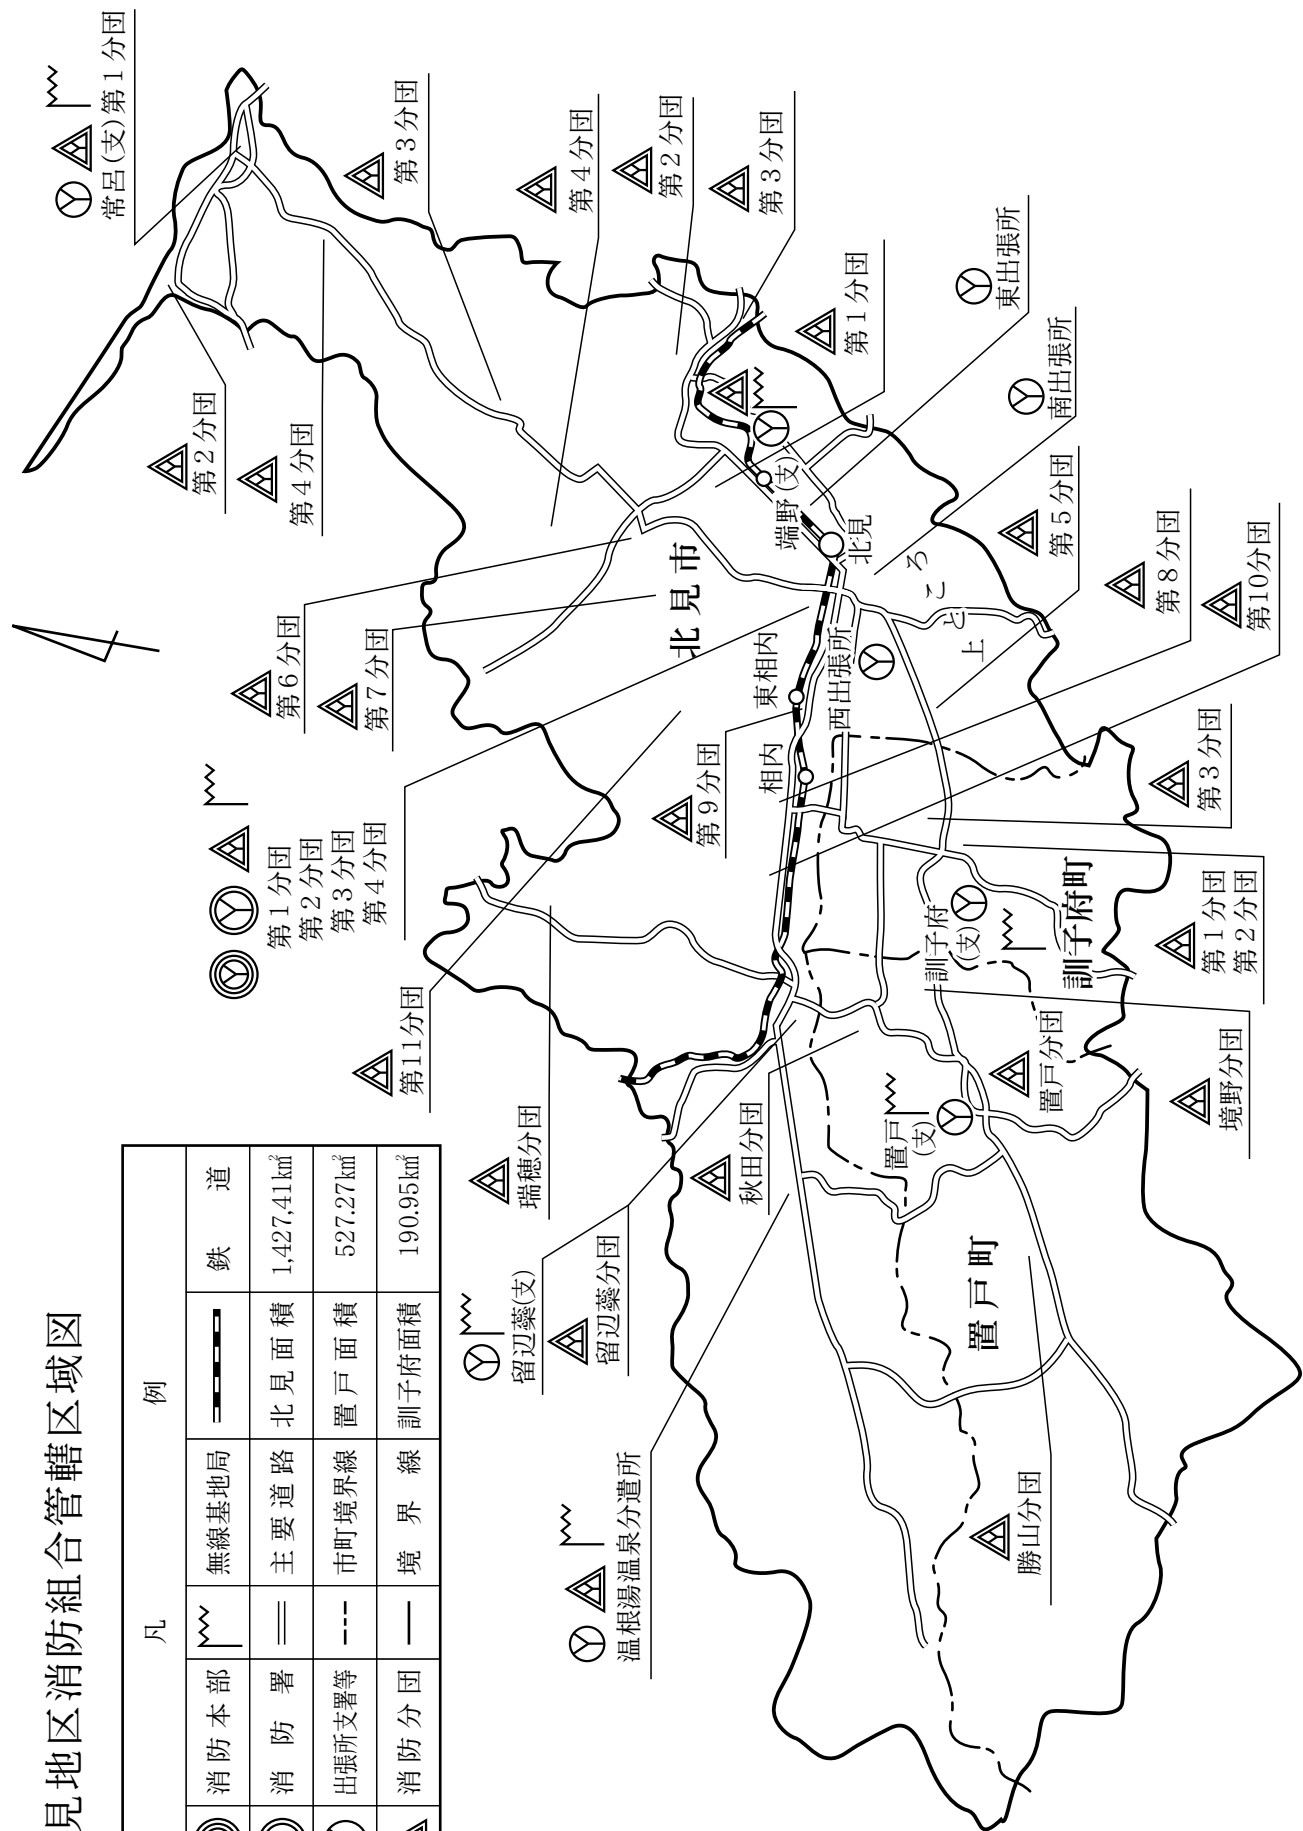 見地区消防組合管轄区域図
凡 例
消防本部 無線基地局 鉄道
消防署 主要道路 北見面積 1,427,41㎢
出張所支署等 市町境界線 置戸面積 527.27㎢
消防分団 境界線 訓子府面積 190.95㎢
常呂(支)第1分団
第3分団
第4分団
第2分団
第3分団
東出張所
第1分団
南出張所
第2分団
第4分団
端野(支)
北見
第5分団
北見市
ところ
上
第8分団
第10分団
第6分団
第7分団
東相内
西出張所
相内
第9分団
第3分団
第1分団
第2分団
第3分団
第4分団
訓子府
(支)
訓子府町
第1分団
第2分団
第11分団
瑞穂分団
秋田分団
置戸
(支)
置戸分団
境野分団
留辺蘂(支)
留辺蘂分団
置戸町
温根湯温泉分遣所
勝山分団